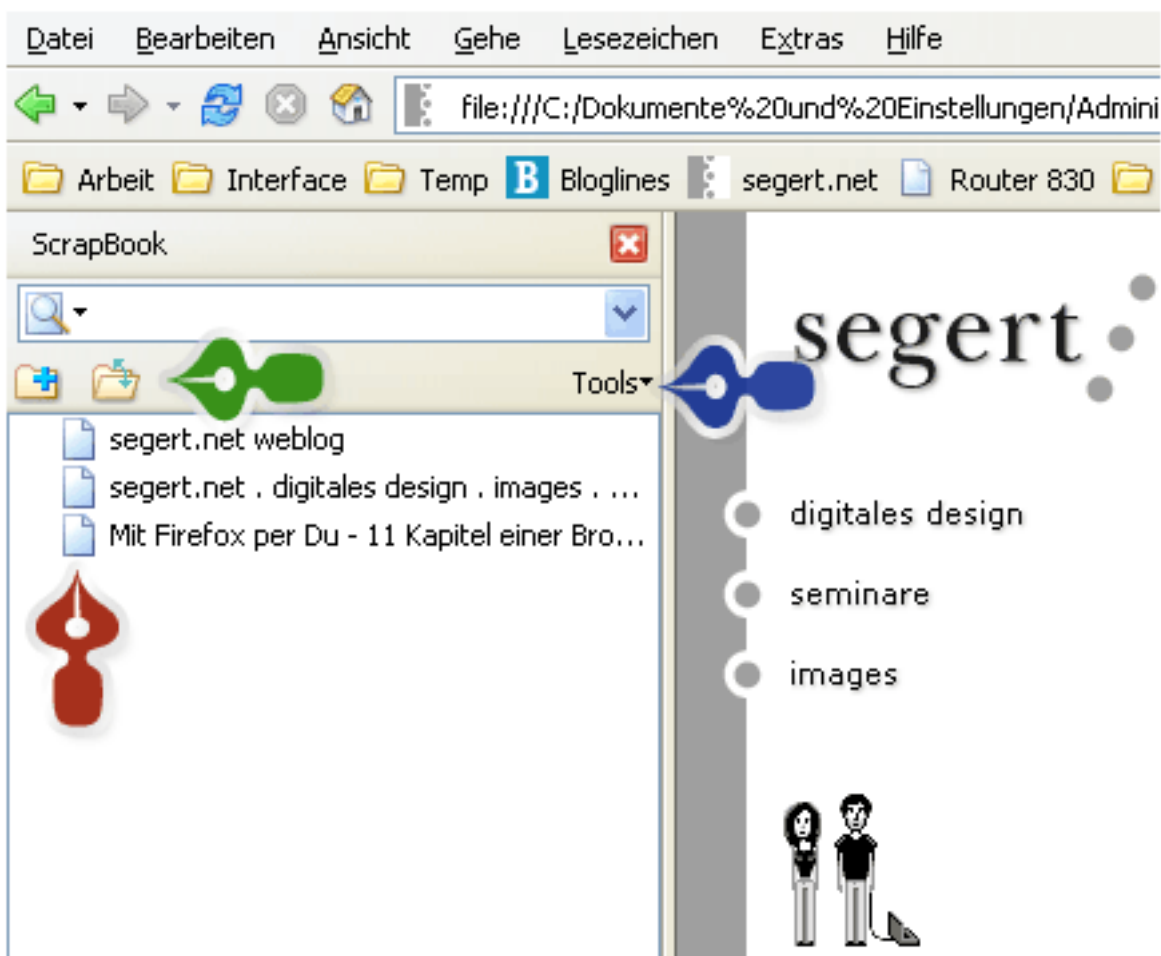 Datei Bearbeiten Ansicht Gehe Lesezeichen Extras Hilfe
file:///C:/Dokumente%20und%20Einstellungen/Admini
Arbeit Interface Temp B Bloglines segert.net Router 830
ScrapBook
Tools
segert.net weblog
segert.net . digitales design . images . ...
Mit Firefox per Du - 11 Kapitel einer Bro...
segert
digitales design
seminare
images